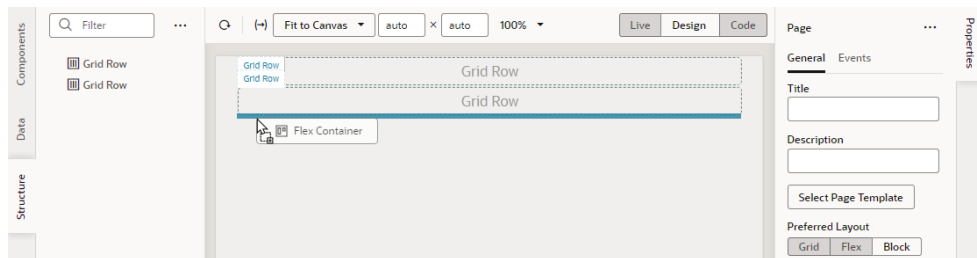 Components
Data
Structure
Filter
Grid Row
Grid Row
Fit to Canvas
auto
×
auto
100%
Live
Design
Code
Grid Row
Grid Row
Grid Row
Grid Row
Flex Container
Page
General
Events
Title
Description
Select Page Template
Preferred Layout
Grid
Flex
Block
Properties